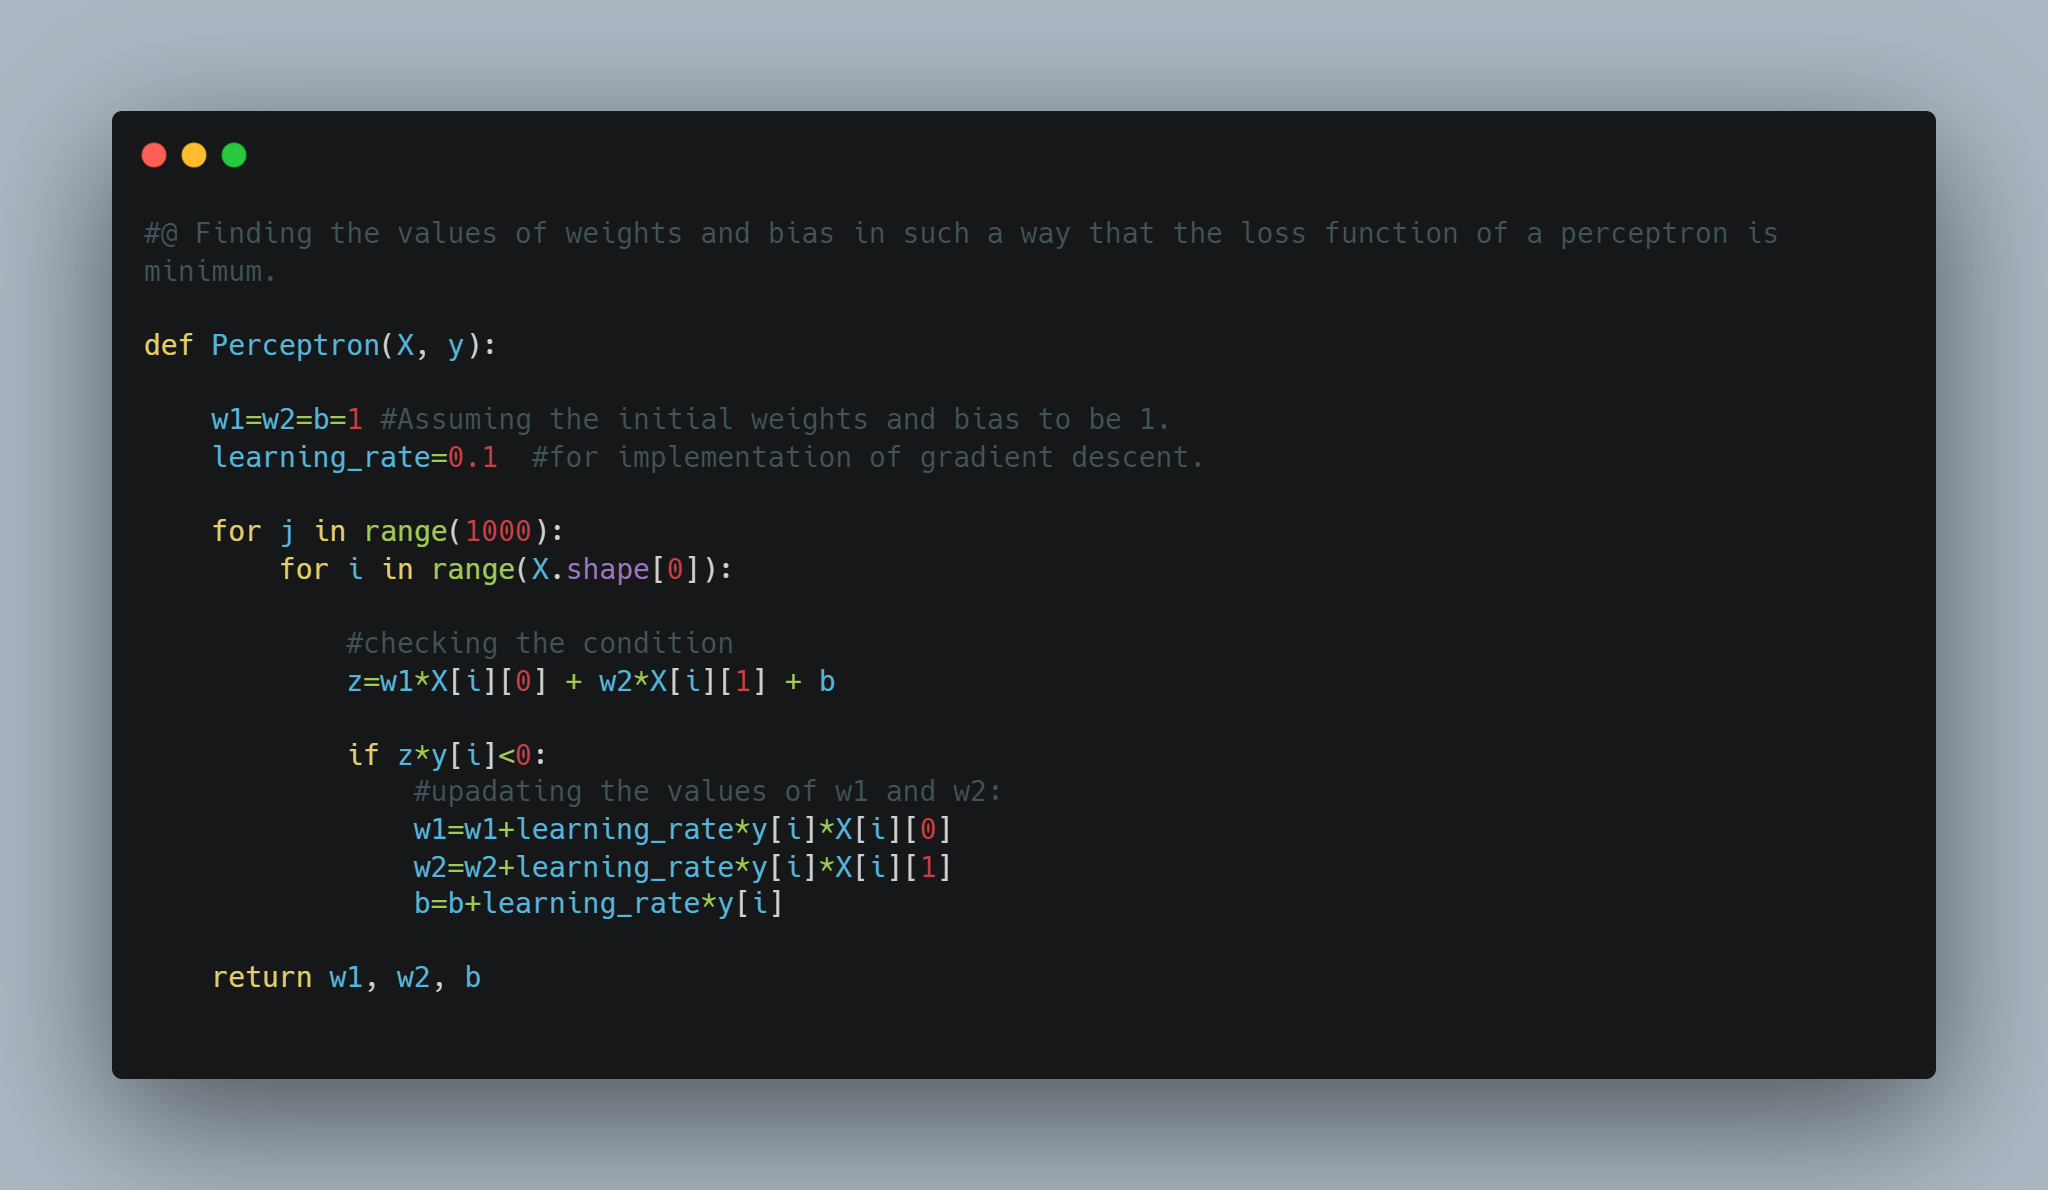 #@ Finding the values of weights and bias in such a way that the loss function of a perceptron is
minimum.
def Perceptron(X, y):
w1=w2=b=1 #Assuming the initial weights and bias to be 1.
learning_rate=0.1  #for implementation of gradient descent.
for j in range(1000):
for i in range(X.shape[0]):
#checking the condition
z=w1*X[i][0] + w2*X[i][1] + b
if z*y[i]<0:
#upadating the values of w1 and w2:
w1=w1+learning_rate*y[i]*X[i][0]
w2=w2+learning_rate*y[i]*X[i][1]
b=b+learning_rate*y[i]
return w1, w2, b